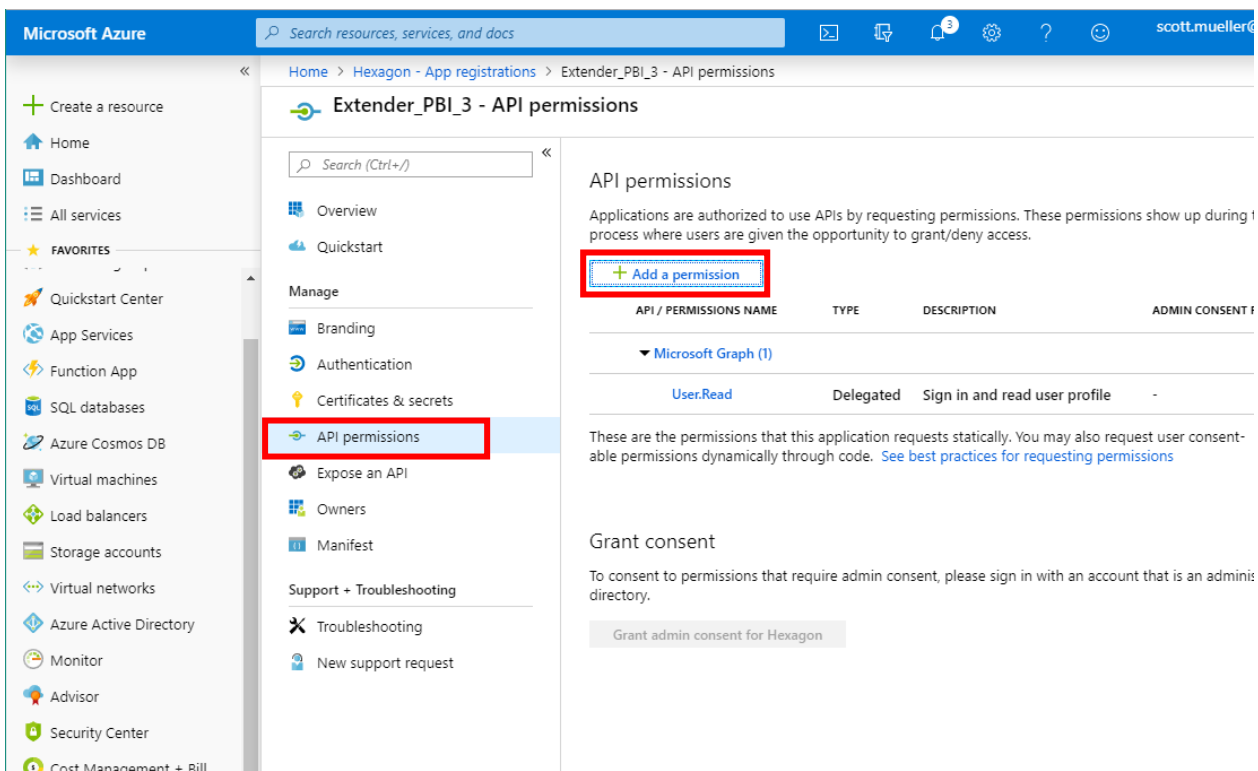 Microsoft Azure
Search resources, services, and docs
3
scott.mueller@
Home > Hexagon - App registrations > Extender_PBI_3 - API permissions
Extender_PBI_3 - API permissions
Create a resource
Home
Dashboard
All services
FAVORITES
Quickstart Center
App Services
Function App
SQL databases
Azure Cosmos DB
Virtual machines
Load balancers
Storage accounts
Virtual networks
Azure Active Directory
Monitor
Advisor
Security Center
Cost Management + Bill
Search (Ctrl+/)
Overview
Quickstart
Manage
Branding
Authentication
Certificates & secrets
API permissions
Expose an API
Owners
Manifest
Support + Troubleshooting
Troubleshooting
New support request
API permissions
Applications are authorized to use APIs by requesting permissions. These permissions show up during t
process where users are given the opportunity to grant/deny access.
Add a permission
API / PERMISSIONS NAME TYPE DESCRIPTION ADMIN CONSENT R
Microsoft Graph (1)
User.Read Delegated Sign in and read user profile -
These are the permissions that this application requests statically. You may also request user consent-
able permissions dynamically through code. See best practices for requesting permissions
Grant consent
To consent to permissions that require admin consent, please sign in with an account that is an adminis
directory.
Grant admin consent for Hexagon